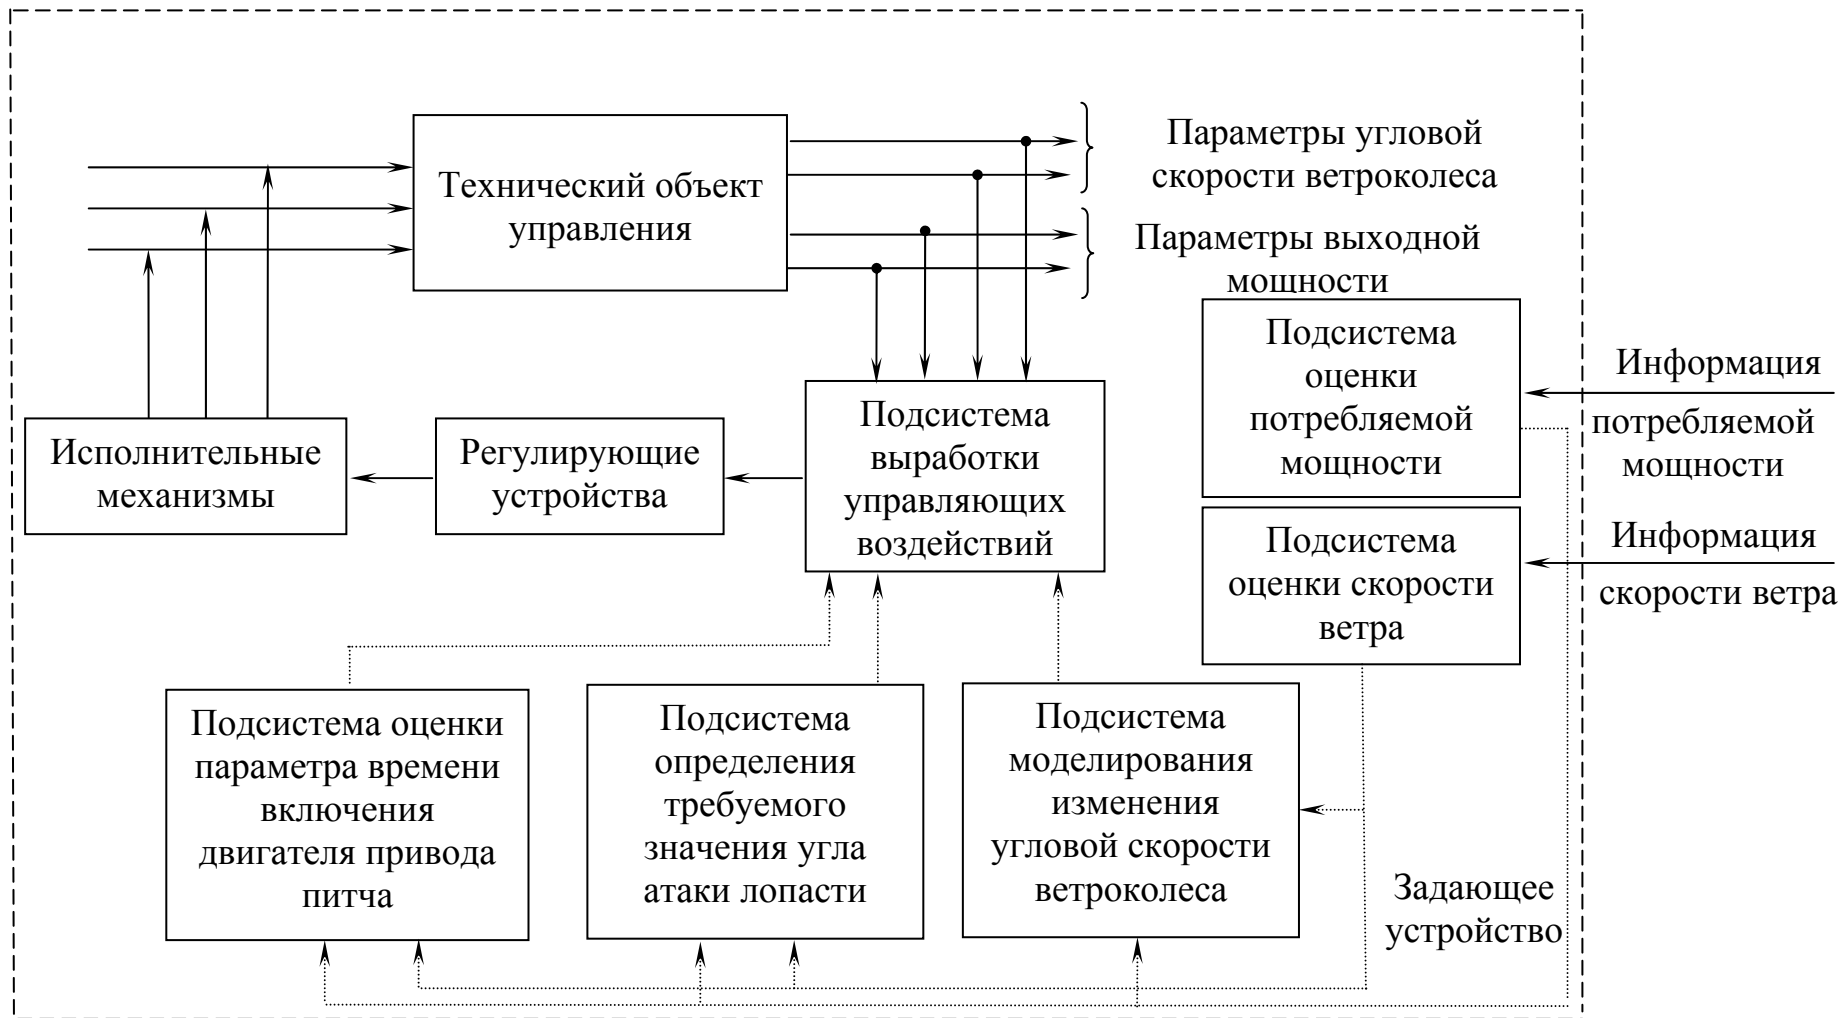 Параметры угловой
скорости ветроколеса
Технический объект
управления
Параметры выходной
мощности
Подсистема
оценки
потребляемой
мощности
Информация
потребляемой
мощности
Исполнительные
механизмы
Регулирующие
устройства
Подсистема
выработки
управляющих
воздействий
Подсистема
оценки скорости
ветра
Информация
скорости ветра
Подсистема оценки
параметра времени
включения
двигателя привода
питча
Подсистема
определения
требуемого
значения угла
атаки лопасти
Подсистема
моделирования
изменения
угловой скорости
ветроколеса
Задающее
устройство